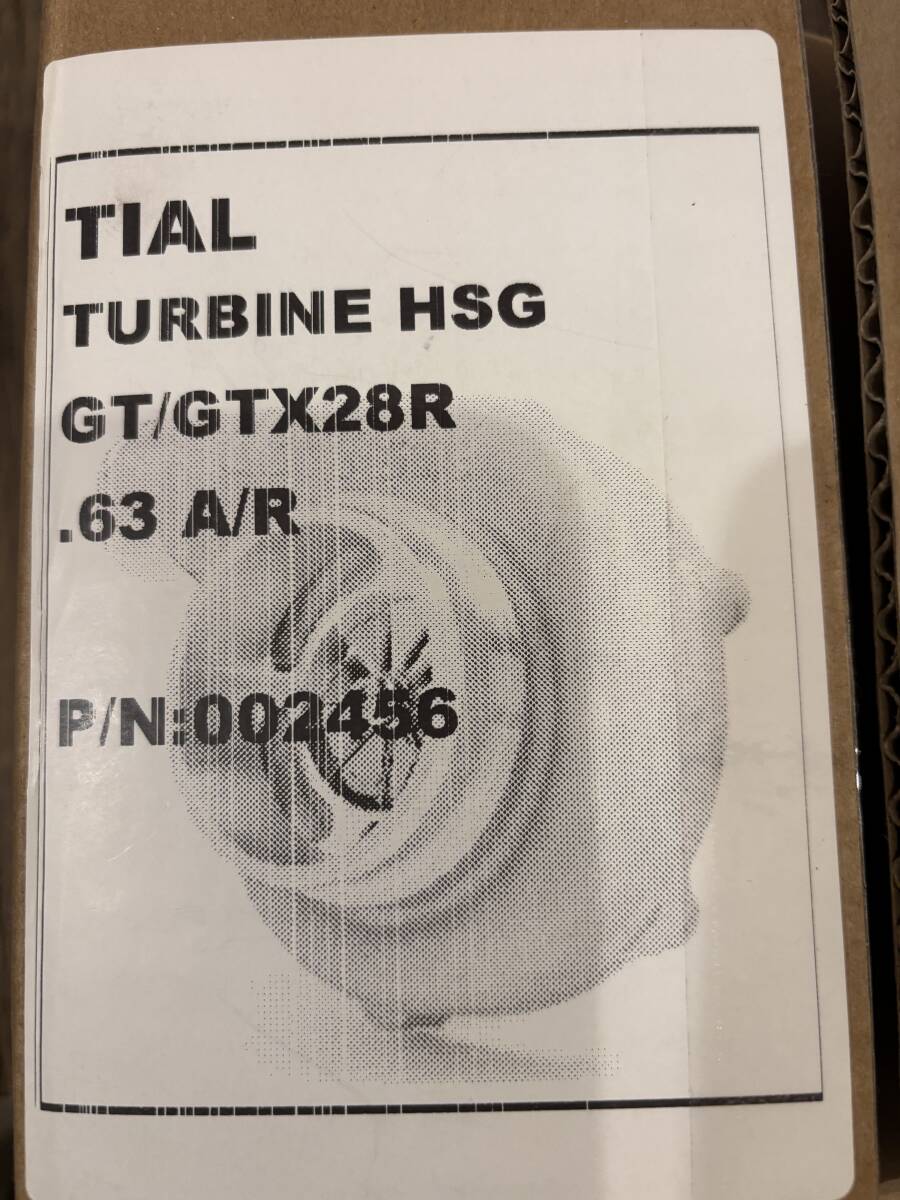 TIAL
TURBINE HSG
GT/GTX28R
.63 A/R
P/N:002456